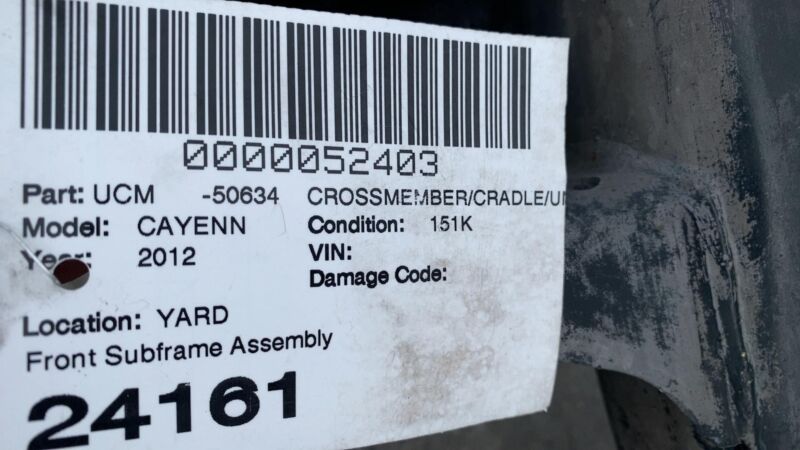 0000052403
Part: UCM -50634 CROSSMEMBER/CRADLE/U
Model: CAYENN Condition: 151K
Year: 2012 VIN:
Damage Code:
Location: YARD
Front Subframe Assembly
24161